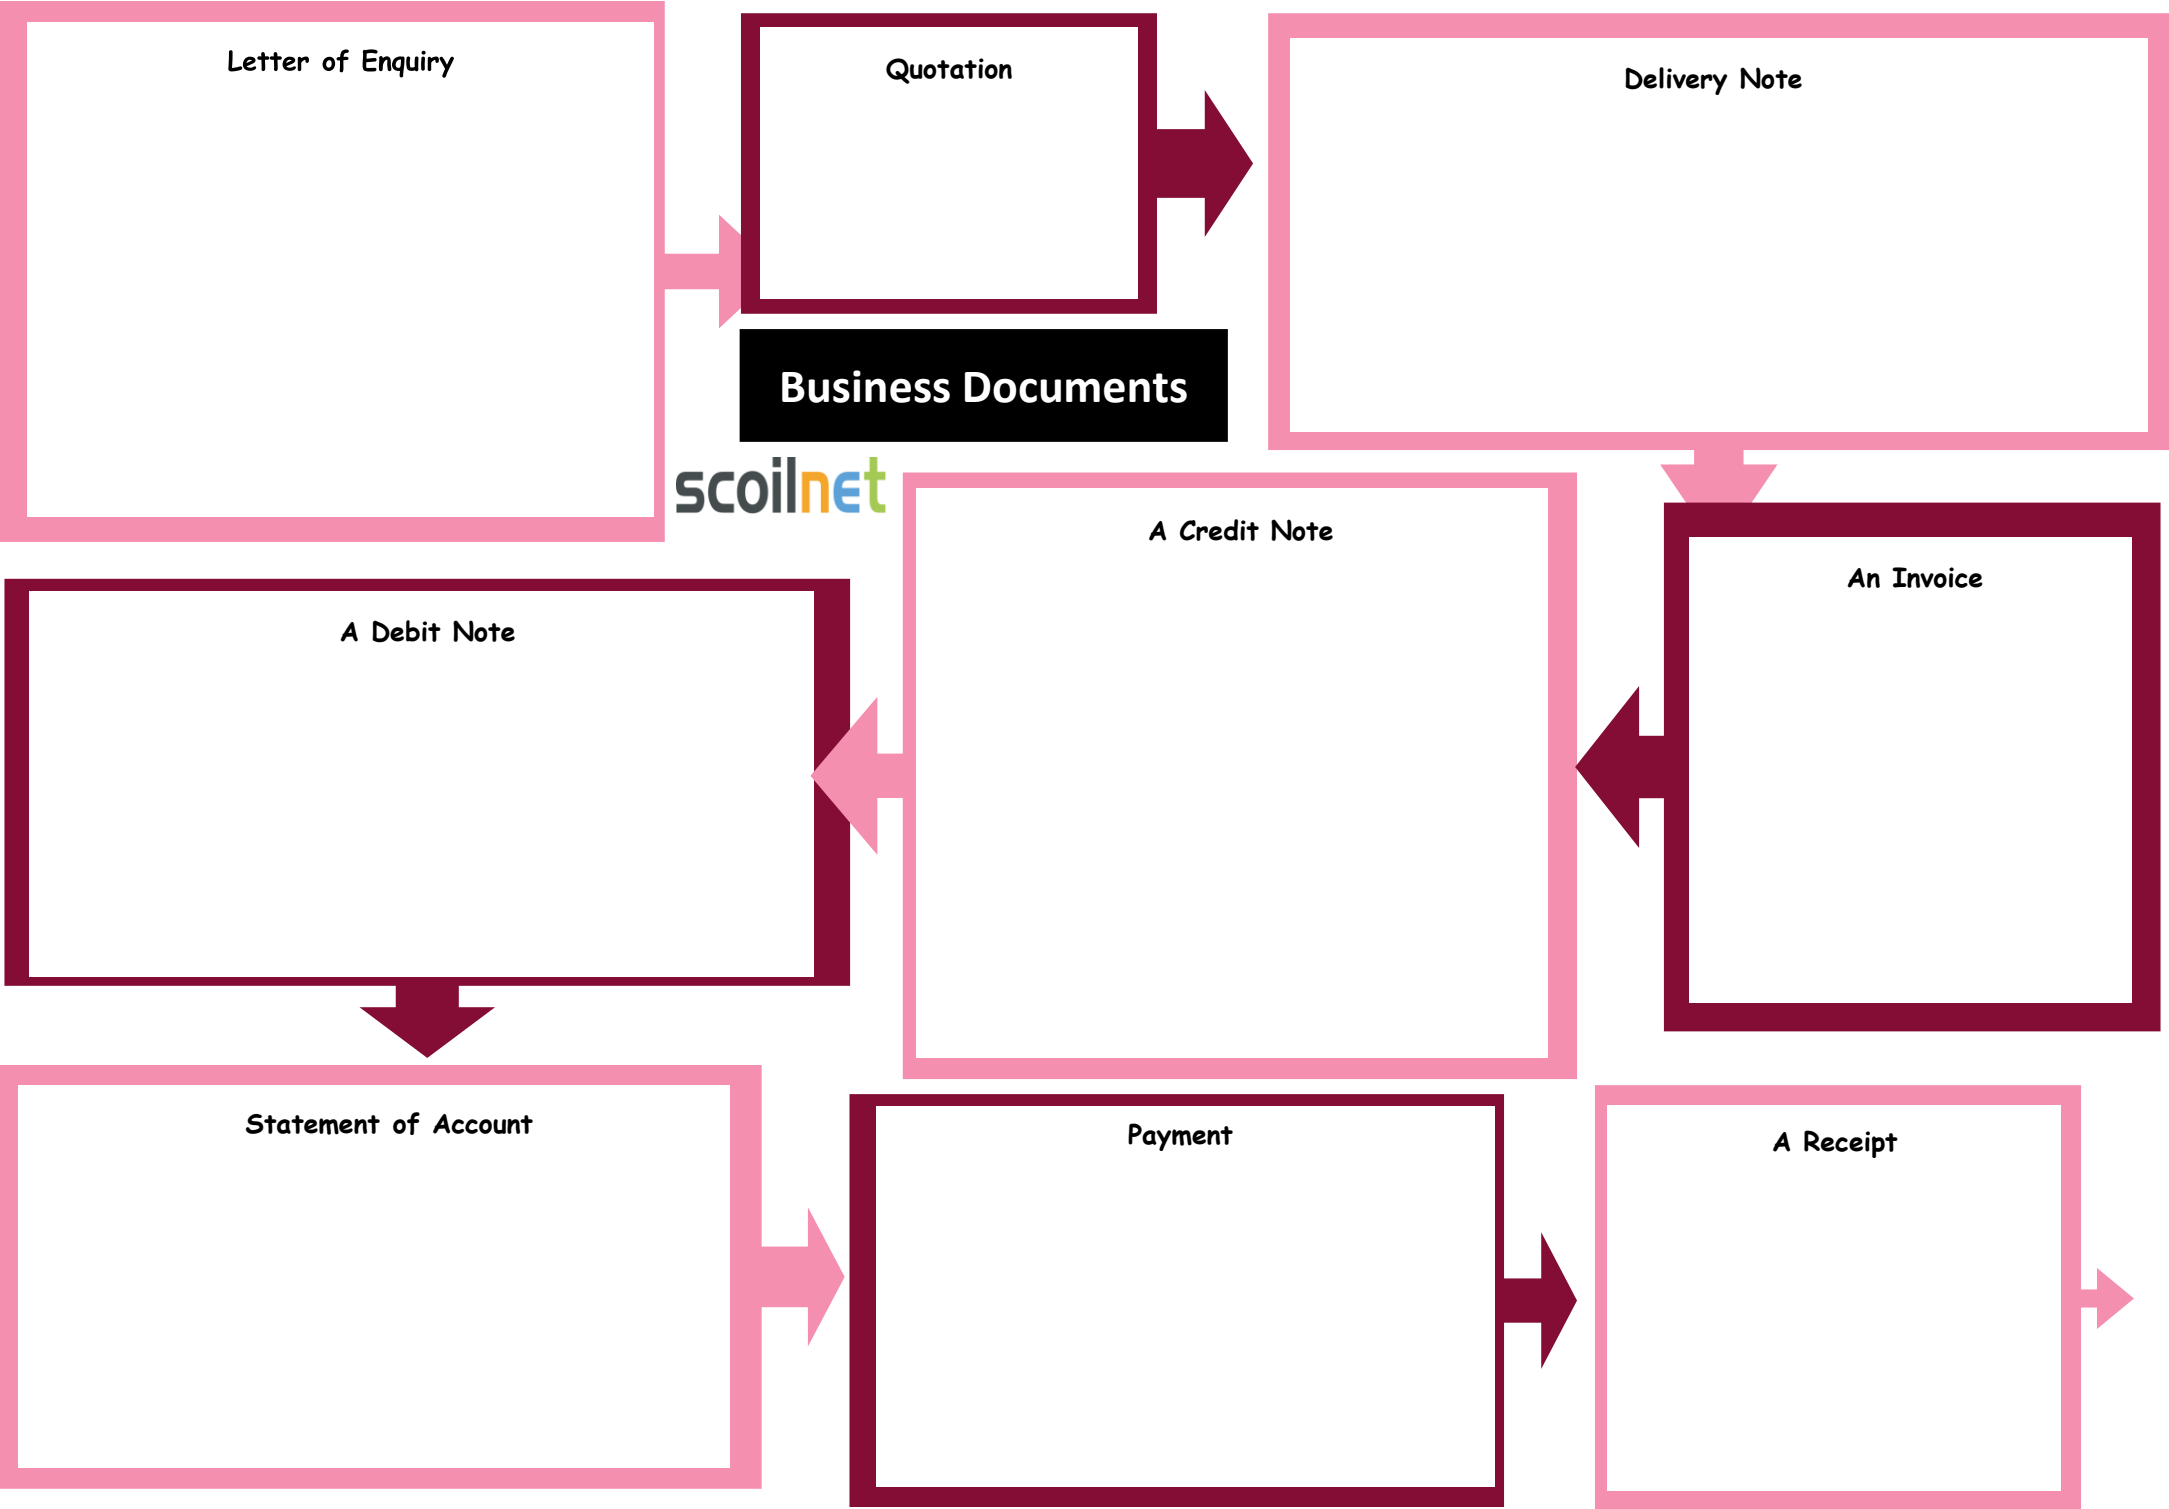 Letter of Enquiry
Quotation
Delivery Note
Business Documents
scoilnet
A Credit Note
An Invoice
A Debit Note
Statement of Account
Payment
A Receipt